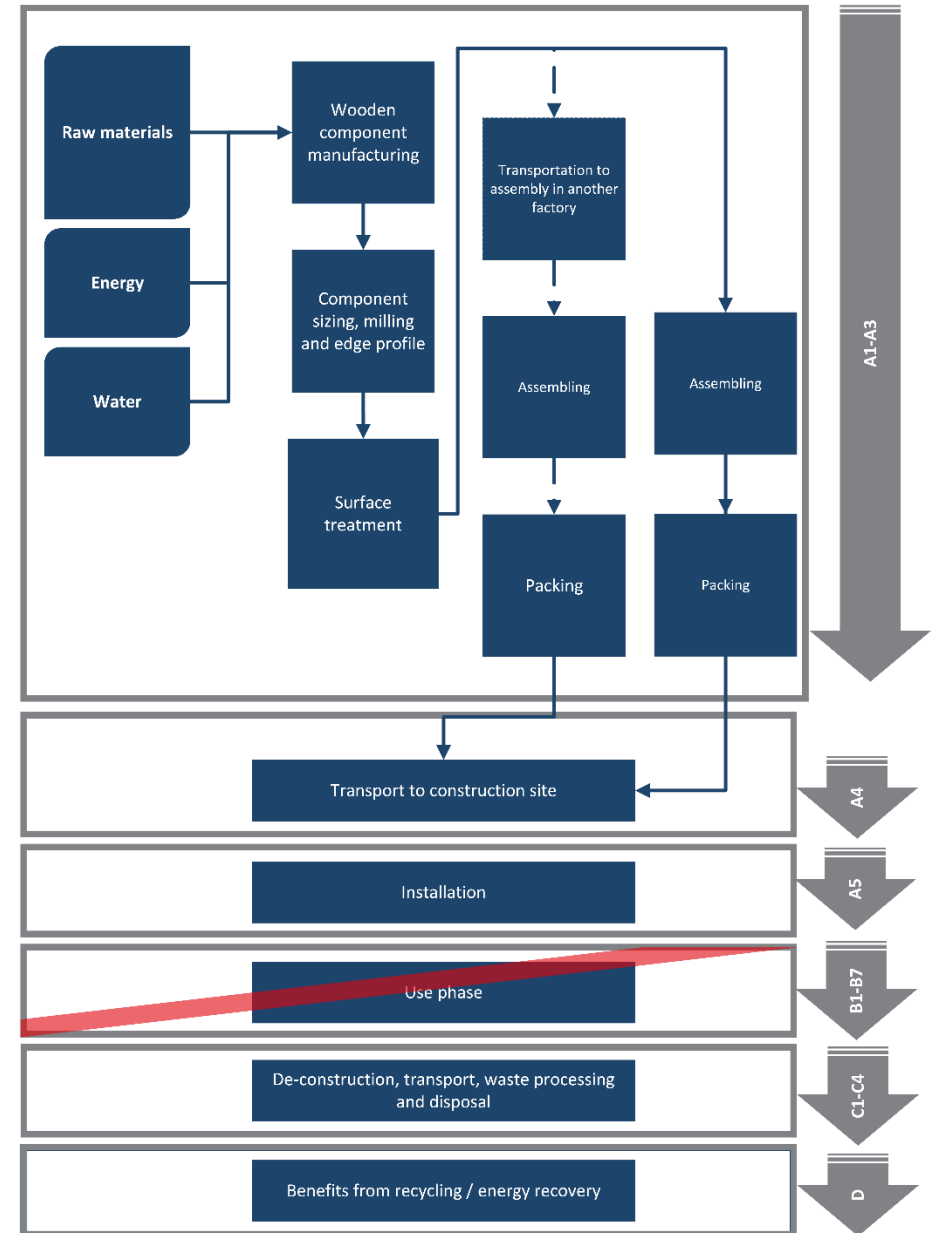 Raw materials
Energy
Water
Wooden
component
manufacturing
Component
sizing, milling
and edge profile
Surface
treatment
Transportation to
assembly in another
factory
Assembling
Packing
Assembling
Packing
A1-A3
Transport to construction site
A4
Installation
A5
Use phase
B1-B7
De-construction, transport, waste processing
and disposal
C1-C4
Benefits from recycling / energy recovery
D